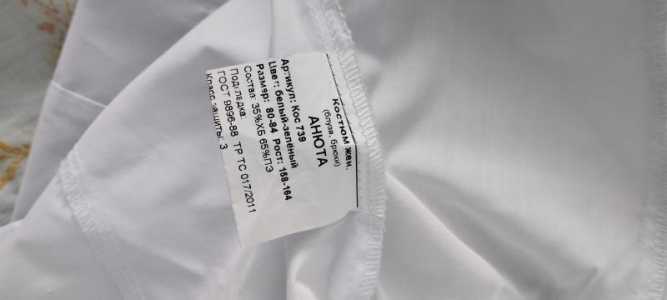 Костюм жен.
(блуза, брюки)
АНЮТА
Артикул: Кос 739
Цвет: белый-зелёный
Размер: 80-84 Рост: 158-164
Состав: 35%ХБ 65%ПЭ
Подкладка:
ГОСТ 9896-88, ТР ТС 017/2011
Класс защиты: 3